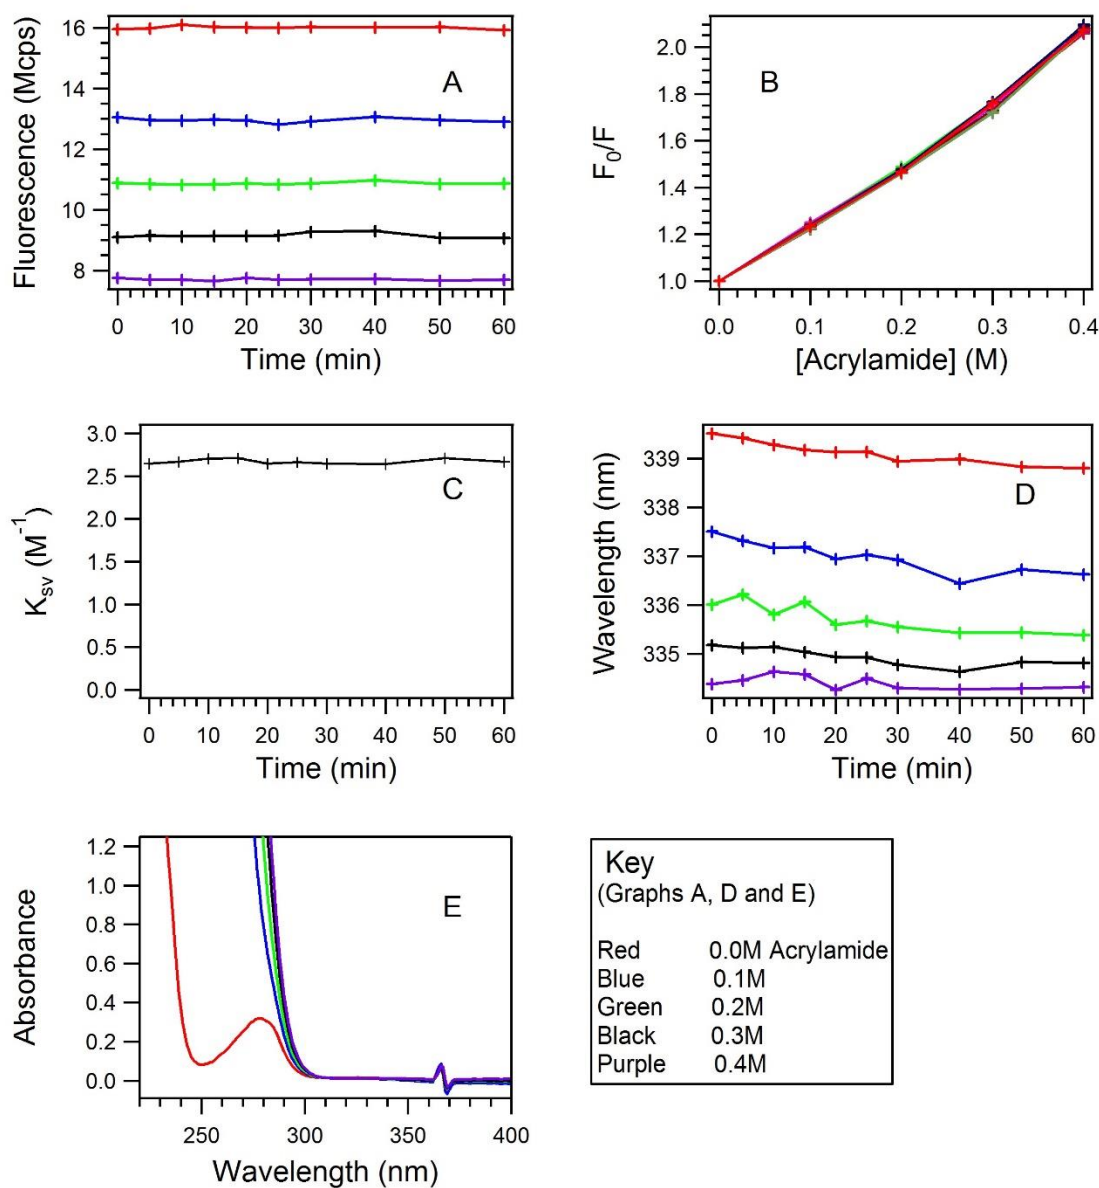 Fluorescence (Mcps)
16
14
12
10
8
A
0 10 20 30 40 50 60
Time (min)
F0/F
2.0
1.8
1.6
1.4
1.2
1.0
B
0.0 0.1 0.2 0.3 0.4
[Acrylamide] (M)
Ksv (M-1)
3.0
2.5
2.0
1.5
1.0
0.5
0.0
C
0 10 20 30 40 50 60
Time (min)
Wavelength (nm)
339
338
337
336
335
D
0 10 20 30 40 50 60
Time (min)
Absorbance
1.2
1.0
0.8
0.6
0.4
0.2
0.0
E
250 300 350 400
Wavelength (nm)
Key
(Graphs A, D and E)
Red 0.0M Acrylamide
Blue 0.1M
Green 0.2M
Black 0.3M
Purple 0.4M